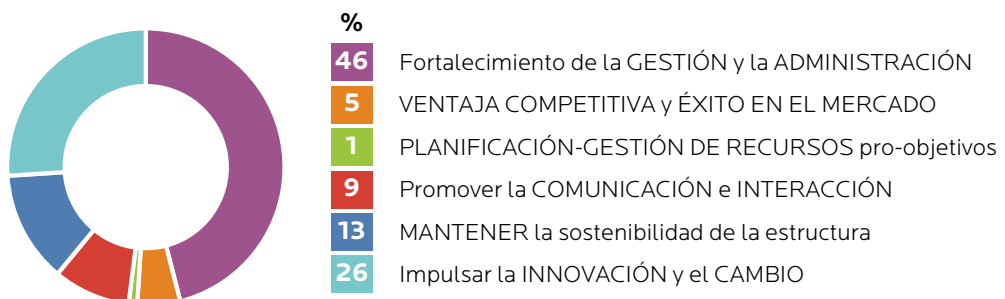 %
46 Fortalecimiento de la GESTIÓN y la ADMINISTRACIÓN
5 VENTAJA COMPETITIVA y ÉXITO EN EL MERCADO
1 PLANIFICACIÓN-GESTIÓN DE RECURSOS pro-objetivos
9 Promover la COMUNICACIÓN e INTERACCIÓN
13 MANTENER la sostenibilidad de la estructura
26 Impulsar la INNOVACIÓN y el CAMBIO